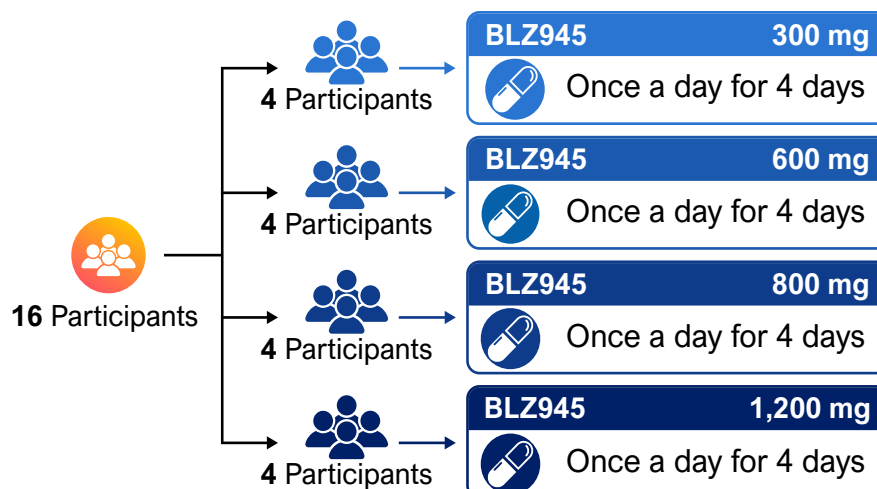 BLZ945 300 mg
Once a day for 4 days
4 Participants
BLZ945 600 mg
Once a day for 4 days
4 Participants
16 Participants
BLZ945 800 mg
Once a day for 4 days
4 Participants
BLZ945 1,200 mg
Once a day for 4 days
4 Participants